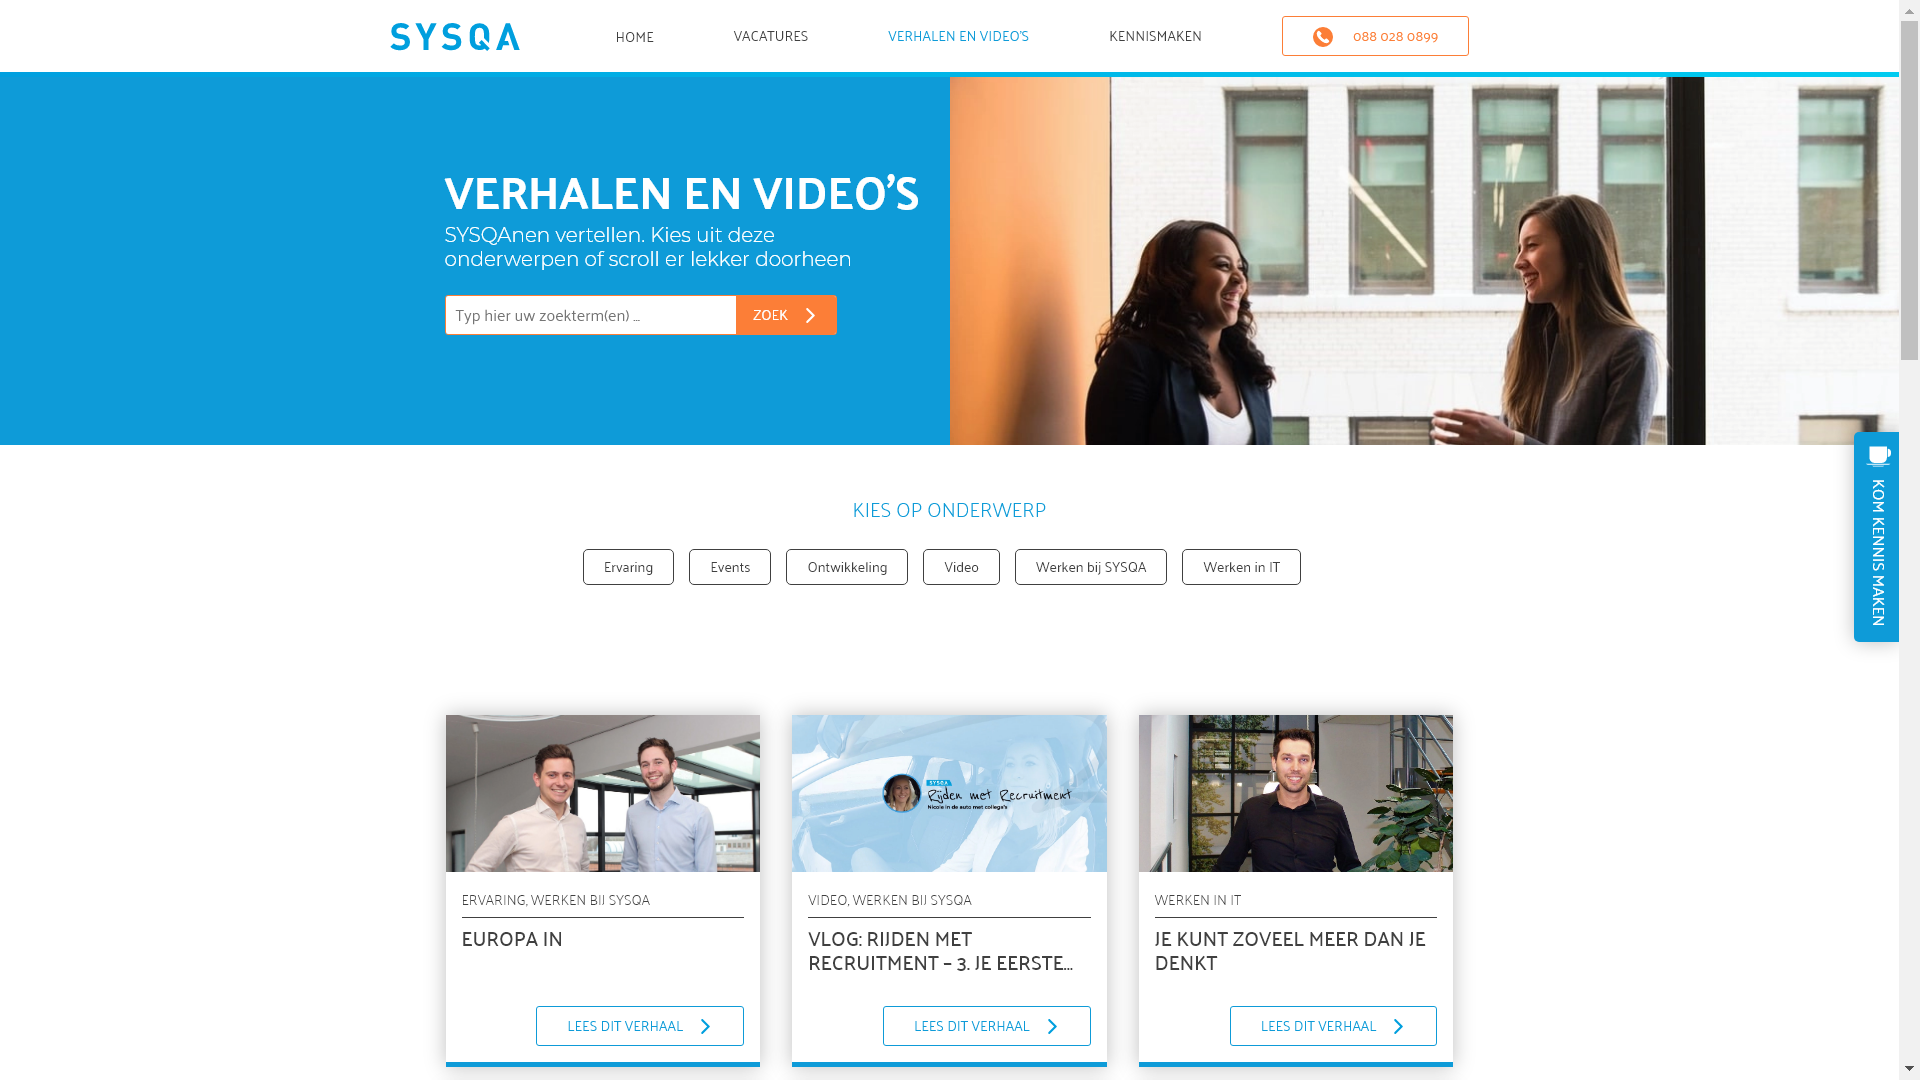 SYSQA
HOME
VACATURES
VERHALEN EN VIDEO'S
KENNISMAKEN
088 028 0899
VERHALEN EN VIDEO'S
SYSQAnen vertellen. Kies uit deze
onderwerpen of scroll er lekker doorheen
Typ hier uw zoekterm(en) ...
ZOEK
KOM KENNIS MAKEN
KIES OP ONDERWERP
Ervaring
Events
Ontwikkeling
Video
Werken bij SYSQA
Werken in IT
SYSQA
Rijden met Recruitment
Nicole in de auto met collega's
ERVARING, WERKEN BIJ SYSQA
EUROPA IN
LEES DIT VERHAAL
VIDEO, WERKEN BIJ SYSQA
VLOG: RIJDEN MET
RECRUITMENT – 3. JE EERSTE...
LEES DIT VERHAAL
WERKEN IN IT
JE KUNT ZOVEEL MEER DAN JE
DENKT
LEES DIT VERHAAL